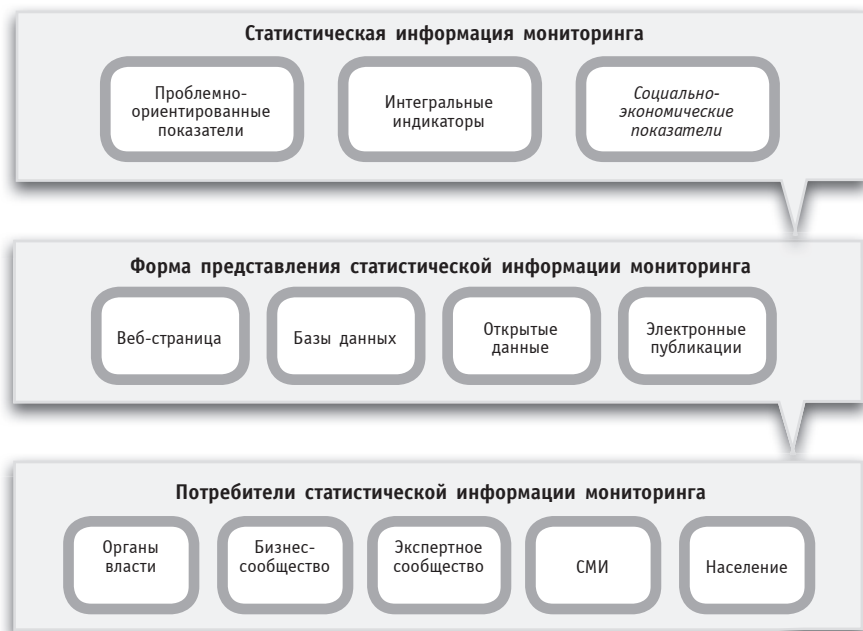 Статистическая информация мониторинга
Проблемно-
ориентированные
показатели
Интегральные
индикаторы
Социально-
экономические
показатели
Форма представления статистической информации мониторинга
Веб-страница
Базы данных
Открытые
данные
Электронные
публикации
Потребители статистической информации мониторинга
Органы
власти
Бизнес-
сообщество
Экспертное
сообщество
СМИ
Население